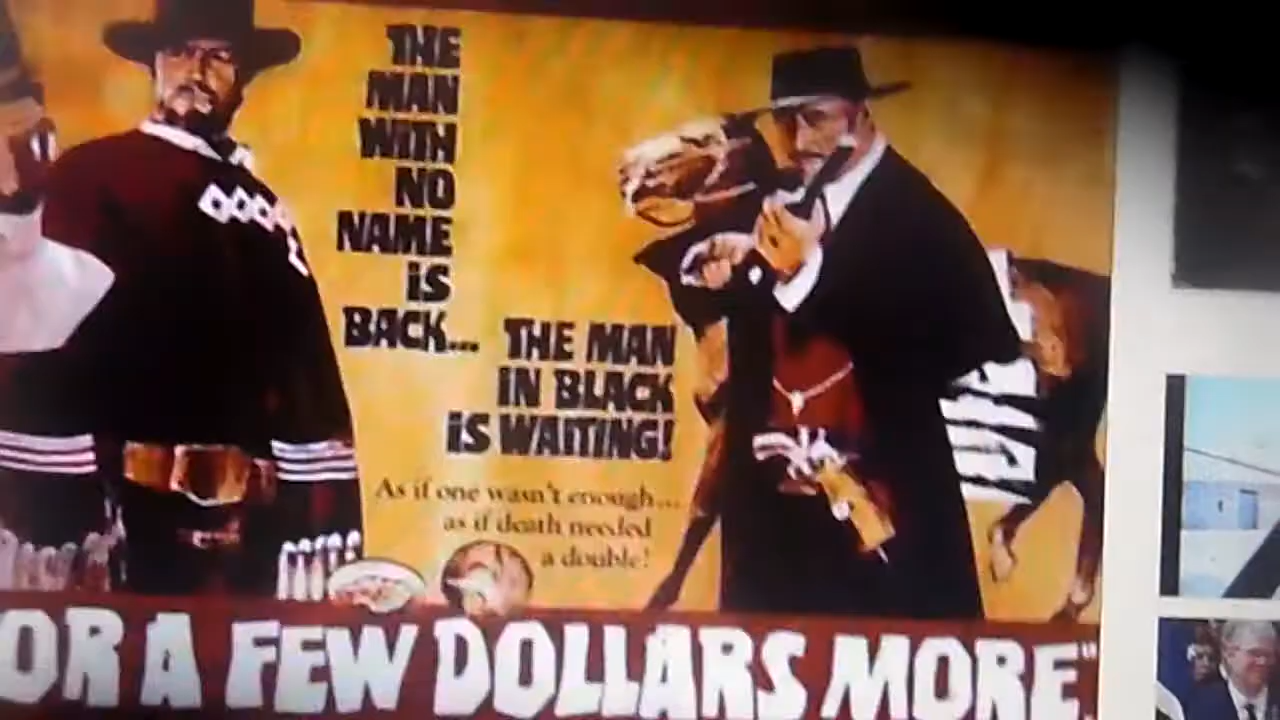 THE
MAN
WITH
NO
NAME
IS
BACK...
THE MAN
IN BLACK
IS WAITING!
As if one wasn't enough...
as if death needed
a double!
OR A FEW DOLLARS MORE"